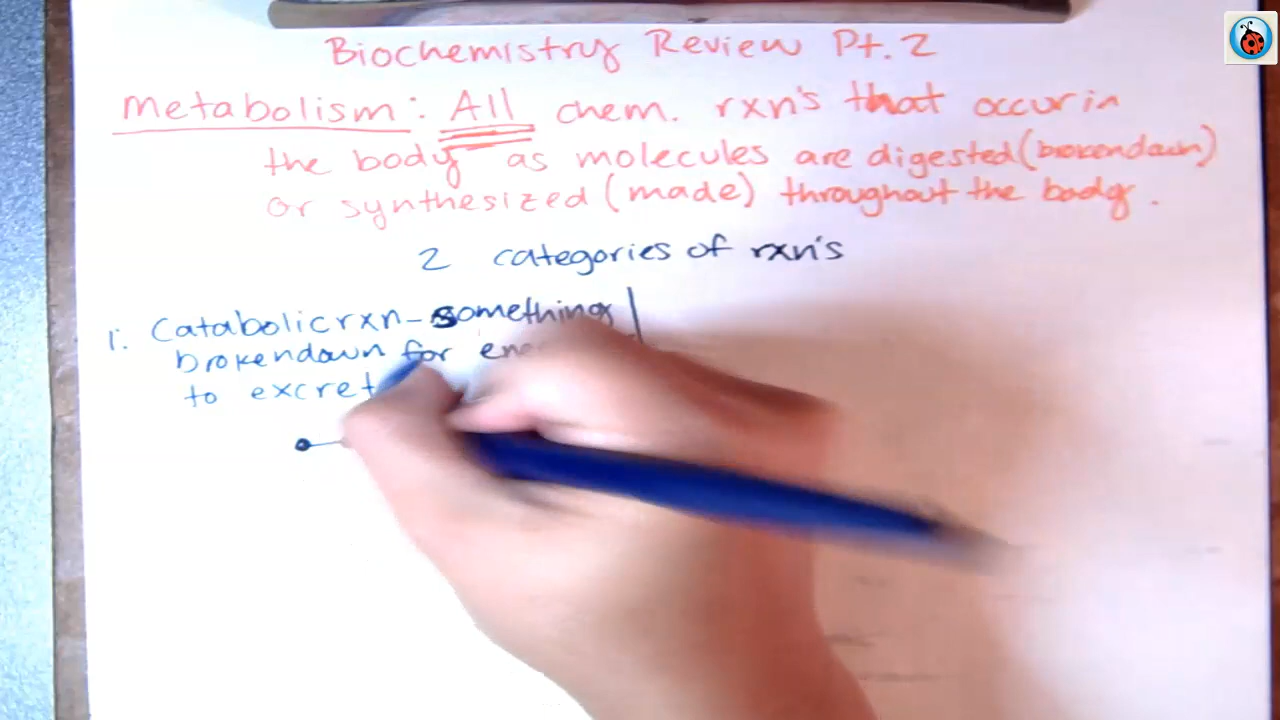 Biochemistry Review Pt. 2
Metabolism: All chem. rxn's that occur in
the body as molecules are digested (brokendown)
or synthesized (made) throughout the body.
2 categories of rxn's
1. Catabolic rxn - something
brokendown for
to